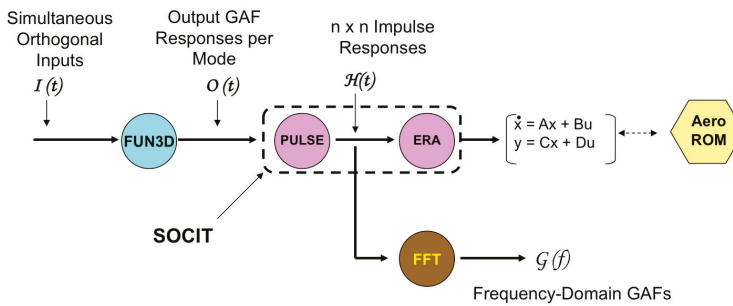 Simultaneous
Orthogonal
Inputs
I(t)
Output GAF
Responses per
Mode
O(t)
n x n Impulse
Responses
ℋ(t)
FUN3D
PULSE
ERA
ẋ = Ax + Bu
y = Cx + Du
Aero
ROM
SOCIT
FFT
𝒢(f)
Frequency-Domain GAFs